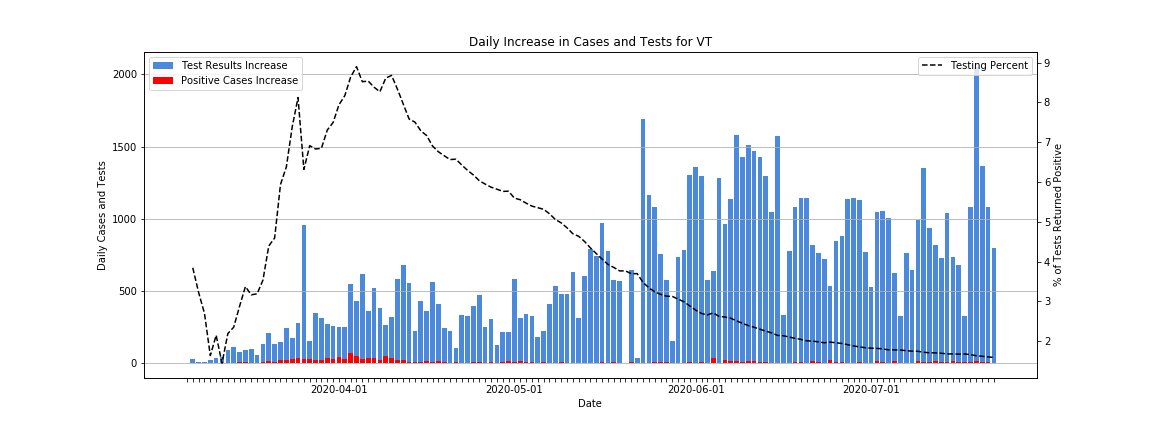 Daily Increase in Cases and Tests for VT
Test Results Increase
Positive Cases Increase
Testing Percent
Daily Cases and Tests
2000
1500
1000
500
0
% of Tests Returned Positive
9
8
7
6
5
4
3
2
2020-04-01
2020-05-01
2020-06-01
2020-07-01
Date